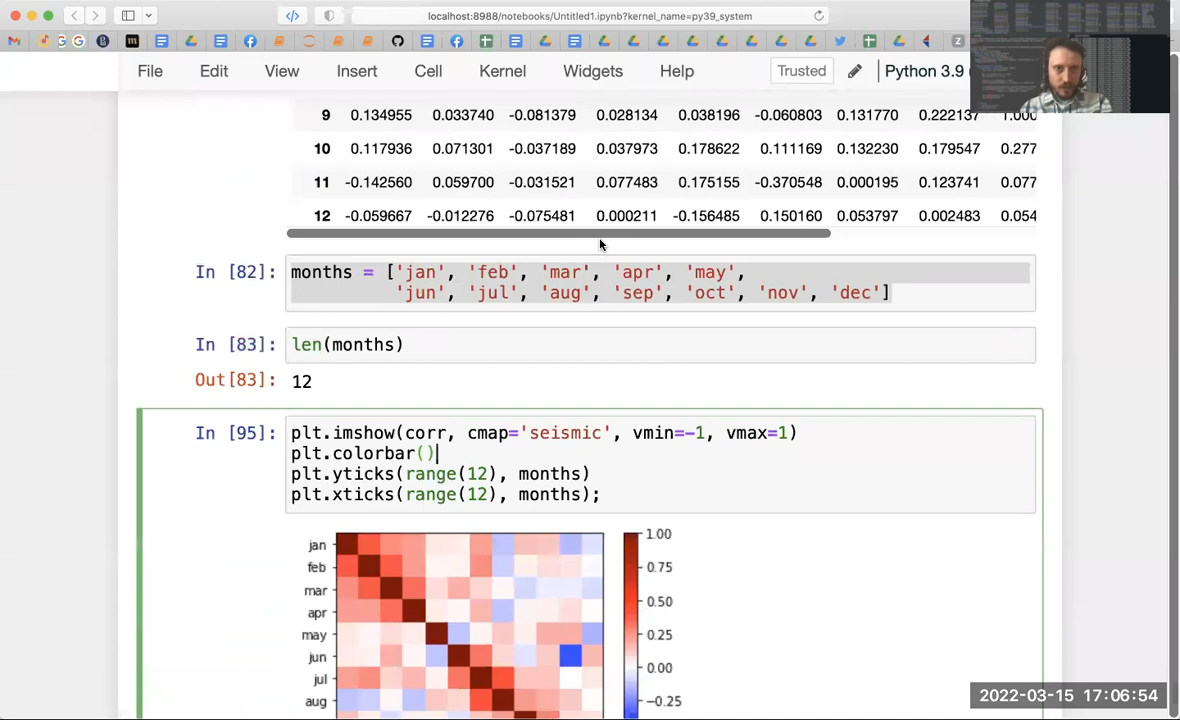 localhost:8988/notebooks/Untitled1.ipynb?kernel_name=py39_system
File Edit View Insert Cell Kernel Widgets Help Trusted Python 3.9
9 0.134955 0.033740 -0.081379 0.028134 0.038196 -0.060803 0.131770 0.222137 1.000
10 0.117936 0.071301 -0.037189 0.037973 0.178622 0.111169 0.132230 0.179547 0.277
11 -0.142560 0.059700 -0.031521 0.077483 0.175155 -0.370548 0.000195 0.123741 0.077
12 -0.059667 -0.012276 -0.075481 0.000211 -0.156485 0.150160 0.053797 0.002483 0.054
In [82]: months = ['jan', 'feb', 'mar', 'apr', 'may',
'jun', 'jul', 'aug', 'sep', 'oct', 'nov', 'dec']
In [83]: len(months)
Out[83]: 12
In [95]: plt.imshow(corr, cmap='seismic', vmin=-1, vmax=1)
plt.colorbar()
plt.yticks(range(12), months)
plt.xticks(range(12), months);
jan
feb
mar
apr
may
jun
jul
aug
1.00
0.75
0.50
0.25
0.00
-0.25
2022-03-15 17:06:54